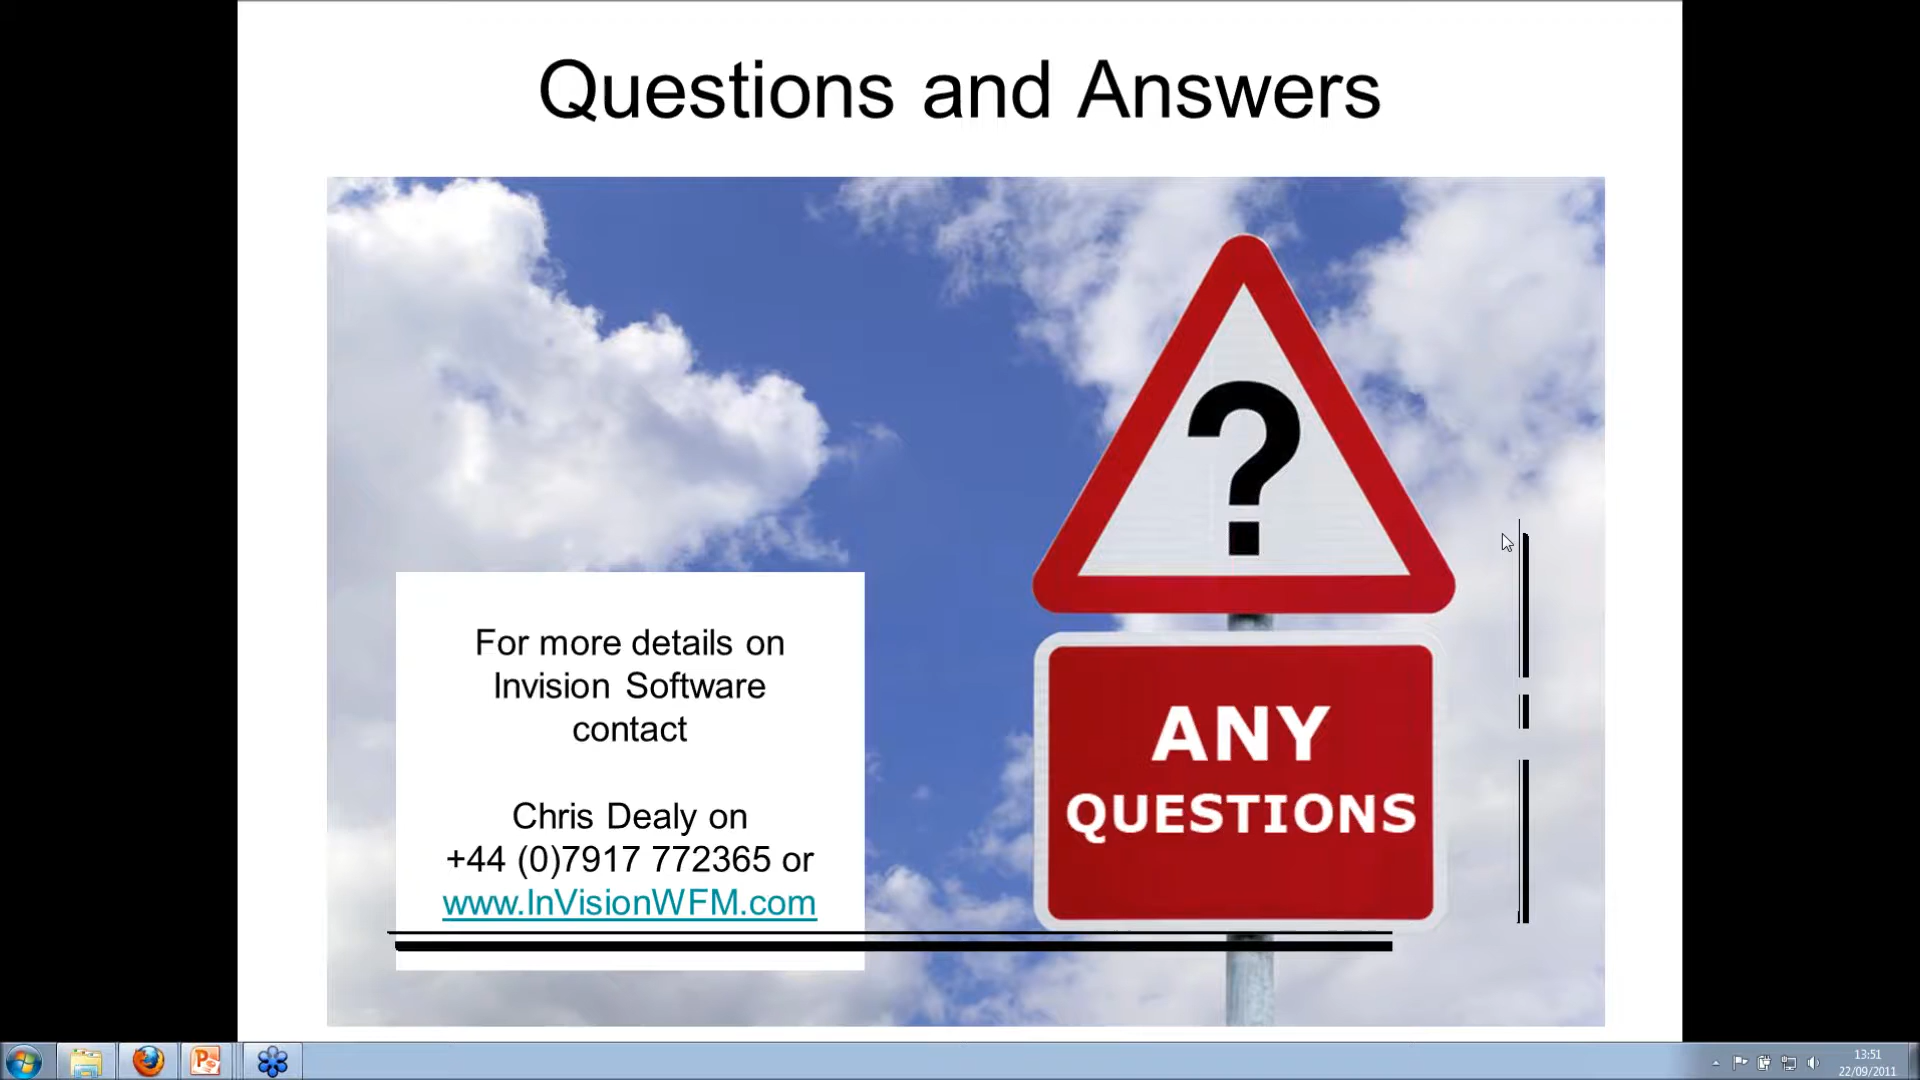 Questions and Answers
?
ANY
QUESTIONS
For more details on
Invision Software
contact
Chris Dealy on
+44 (0)7917 772365 or
www.InVisionWFM.com
13:51
22/09/2011